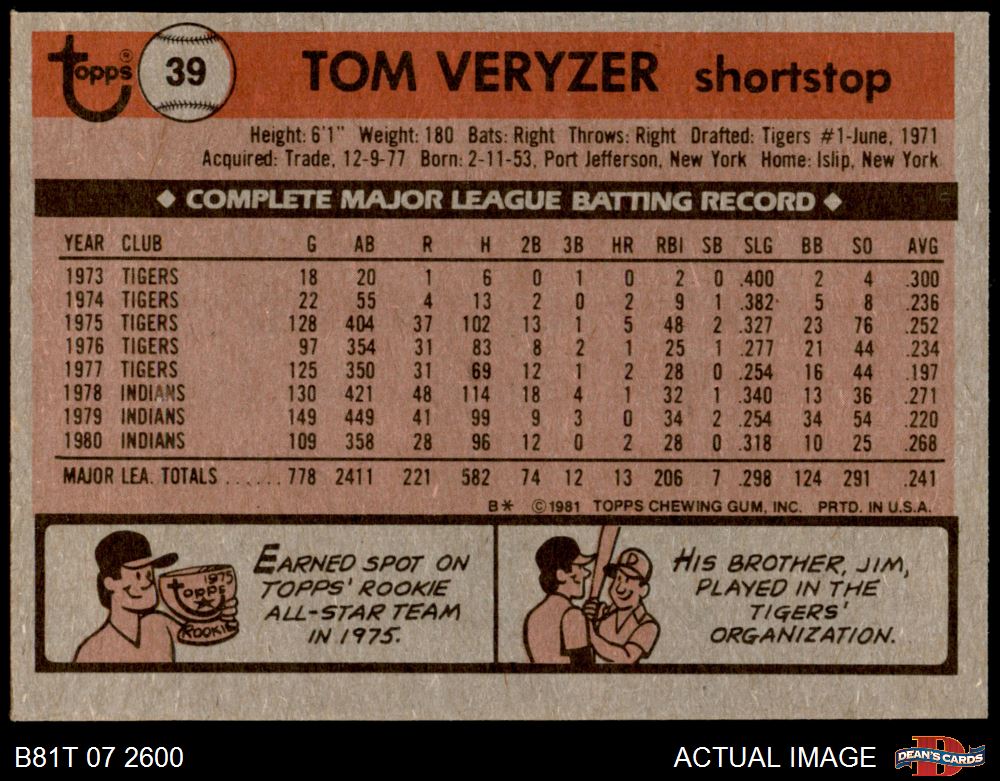 Topps ®
39
TOM VERYZER shortstop
Height: 6'1" Weight: 180 Bats: Right Throws: Right Drafted: Tigers #1-June, 1971
Acquired: Trade, 12-9-77 Born: 2-11-53, Port Jefferson, New York Home: Islip, New York
◆ COMPLETE MAJOR LEAGUE BATTING RECORD ◆
YEAR CLUB G AB R H 2B 3B HR RBI SB SLG BB SO AVG
1973 TIGERS 18 20 1 6 0 1 0 2 0 .400 2 4 .300
1974 TIGERS 22 55 4 13 2 0 2 9 1 .382 5 8 .236
1975 TIGERS 128 404 37 102 13 1 5 48 2 .327 23 76 .252
1976 TIGERS 97 354 31 83 8 2 1 25 1 .277 21 44 .234
1977 TIGERS 125 350 31 69 12 1 2 28 0 .254 16 44 .197
1978 INDIANS 130 421 48 114 18 4 1 32 1 .340 13 36 .271
1979 INDIANS 149 449 41 99 9 3 0 34 2 .254 34 54 .220
1980 INDIANS 109 358 28 96 12 0 2 28 0 .318 10 25 .268
MAJOR LEA. TOTALS ...... 778 2411 221 582 74 12 13 206 7 .298 124 291 .241
B* ©1981 TOPPS CHEWING GUM, INC. PRTD. IN U.S.A.
1975
Topps
ROOKIE
EARNED SPOT ON
TOPPS' ROOKIE
ALL-STAR TEAM
IN 1975.
D
HIS BROTHER, JIM,
PLAYED IN THE
TIGERS'
ORGANIZATION.
B81T 07 2600
ACTUAL IMAGE
D
DEAN'S CARDS